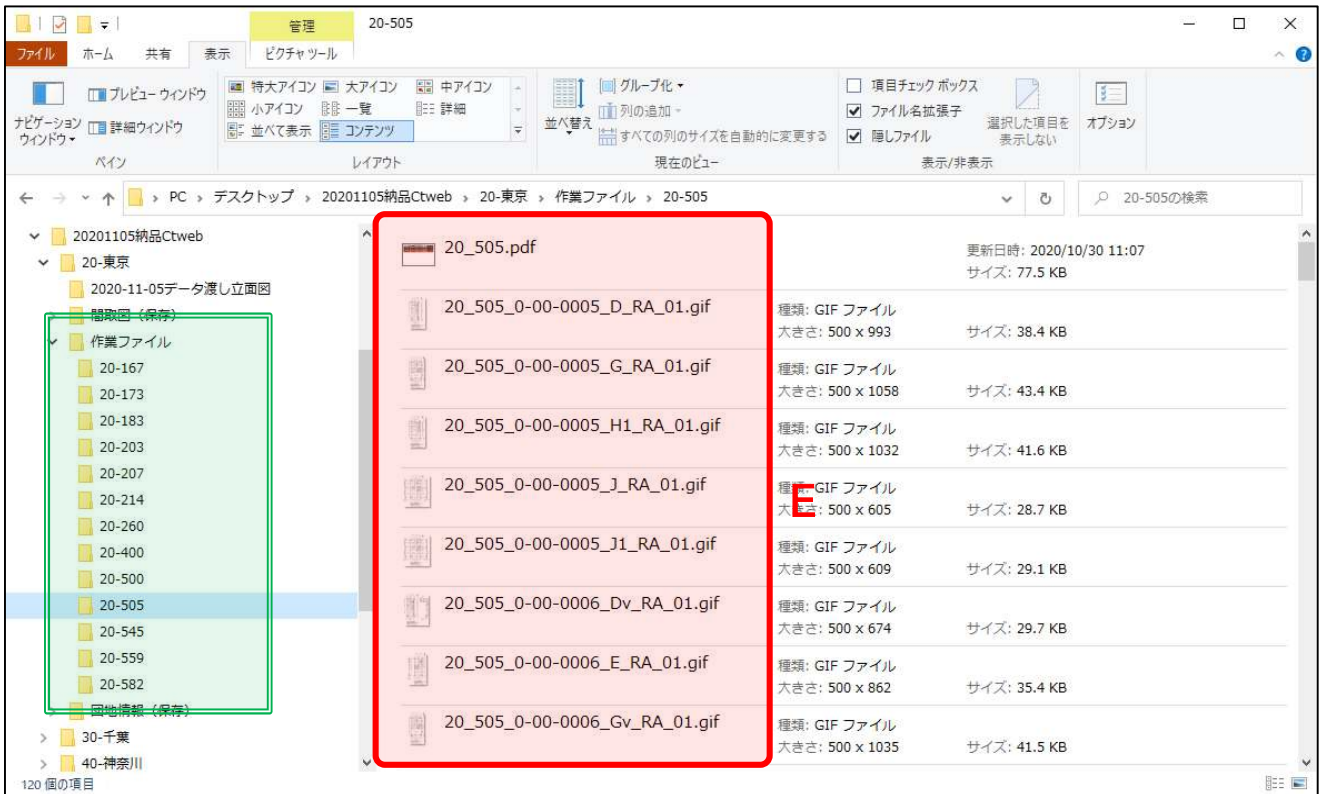 管理 20-505
ファイル ホーム 共有 表示 ピクチャ ツール
ナビゲーション ウィンドウ
プレビュー ウィンドウ
詳細ウィンドウ
ペイン
特大アイコン 大アイコン 中アイコン
小アイコン 一覧 詳細
並べて表示 コンテンツ
レイアウト
並べ替え
グループ化
列の追加
すべての列のサイズを自動的に変更する
現在のビュー
項目チェック ボックス
ファイル名拡張子
隠しファイル
選択した項目を
表示しない
表示/非表示
オプション
PC › デスクトップ › 20201105納品Ctweb › 20-東京 › 作業ファイル › 20-505
20-505の検索
20201105納品Ctweb
20-東京
2020-11-05データ渡し立面図
間取図（保存）
作業ファイル
20-167
20-173
20-183
20-203
20-207
20-214
20-260
20-400
20-500
20-505
20-545
20-559
20-582
団地情報（保存）
30-千葉
40-神奈川
20_505.pdf 更新日時: 2020/10/30 11:07
サイズ: 77.5 KB
20_505_0-00-0005_D_RA_01.gif 種類: GIF ファイル
大きさ: 500 x 993 サイズ: 38.4 KB
20_505_0-00-0005_G_RA_01.gif 種類: GIF ファイル
大きさ: 500 x 1058 サイズ: 43.4 KB
20_505_0-00-0005_H1_RA_01.gif 種類: GIF ファイル
大きさ: 500 x 1032 サイズ: 41.6 KB
20_505_0-00-0005_J_RA_01.gif 種類: GIF ファイル
大きさ: 500 x 605 サイズ: 28.7 KB
E
20_505_0-00-0005_J1_RA_01.gif 種類: GIF ファイル
大きさ: 500 x 609 サイズ: 29.1 KB
20_505_0-00-0006_Dv_RA_01.gif 種類: GIF ファイル
大きさ: 500 x 674 サイズ: 29.7 KB
20_505_0-00-0006_E_RA_01.gif 種類: GIF ファイル
大きさ: 500 x 862 サイズ: 35.4 KB
20_505_0-00-0006_Gv_RA_01.gif 種類: GIF ファイル
大きさ: 500 x 1035 サイズ: 41.5 KB
120 個の項目